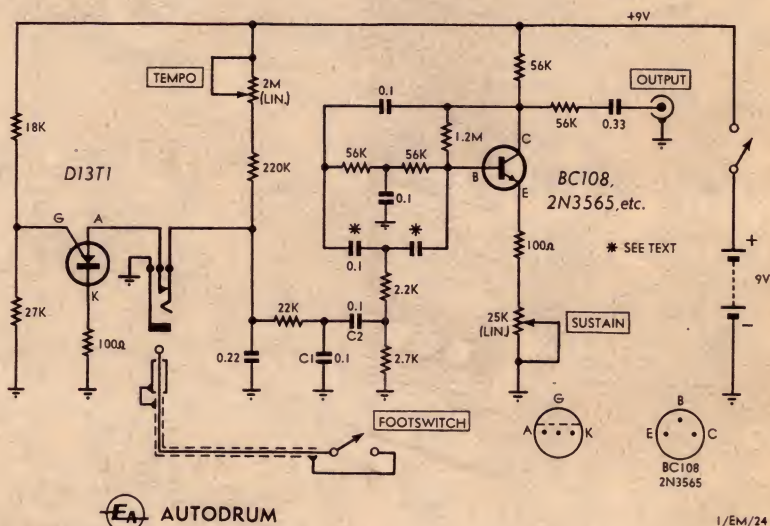 +9V
TEMPO
2M
(LIN.)
18K
220K
D13T1
G
A
K
27K
100Ω
0.22
22K
C1
0.1
0.1
C2
0.1
56K
56K
0.1
* *
0.1
1.2M
2.2K
2.7K
56K
56K
0.33
OUTPUT
C
B
E
BC108,
2N3565, etc.
100Ω
* SEE TEXT
25K
(LIN.)
SUSTAIN
+
9V
-
FOOTSWITCH
G
A K
B
E C
BC108
2N3565
EA AUTODRUM
1/EM/24